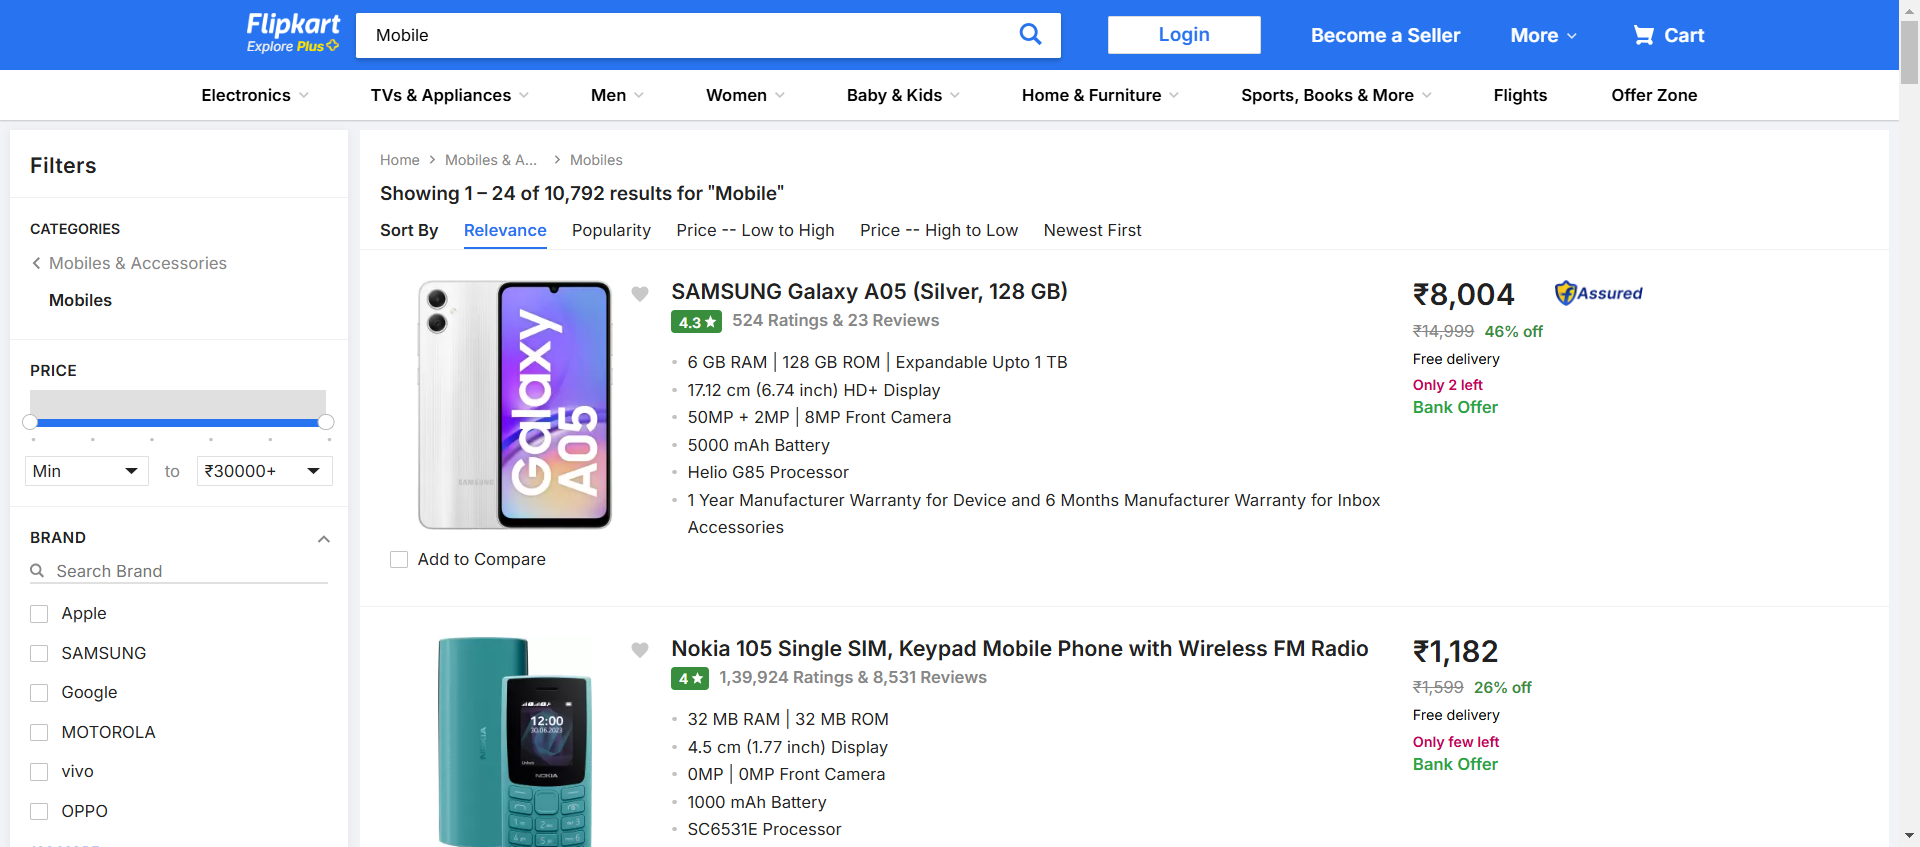 Flipkart
Explore Plus
Mobile
Login
Become a Seller
More
Cart
Electronics
TVs & Appliances
Men
Women
Baby & Kids
Home & Furniture
Sports, Books & More
Flights
Offer Zone
Filters
CATEGORIES
Mobiles & Accessories
Mobiles
PRICE
Min
to
₹30000+
BRAND
Search Brand
Apple
SAMSUNG
Google
MOTOROLA
vivo
OPPO
Home
Mobiles & A...
Mobiles
Showing 1 – 24 of 10,792 results for "Mobile"
Sort By
Relevance
Popularity
Price -- Low to High
Price -- High to Low
Newest First
SAMSUNG
Galaxy
A05
Add to Compare
SAMSUNG Galaxy A05 (Silver, 128 GB)
4.3 ★ 524 Ratings & 23 Reviews
6 GB RAM | 128 GB ROM | Expandable Upto 1 TB
17.12 cm (6.74 inch) HD+ Display
50MP + 2MP | 8MP Front Camera
5000 mAh Battery
Helio G85 Processor
1 Year Manufacturer Warranty for Device and 6 Months Manufacturer Warranty for Inbox
Accessories
₹8,004
Assured
₹14,999 46% off
Free delivery
Only 2 left
Bank Offer
NOKIA
12:00
30.06.2023
NOKIA
Nokia 105 Single SIM, Keypad Mobile Phone with Wireless FM Radio
4 ★ 1,39,924 Ratings & 8,531 Reviews
32 MB RAM | 32 MB ROM
4.5 cm (1.77 inch) Display
0MP | 0MP Front Camera
1000 mAh Battery
SC6531E Processor
₹1,182
₹1,599 26% off
Free delivery
Only few left
Bank Offer